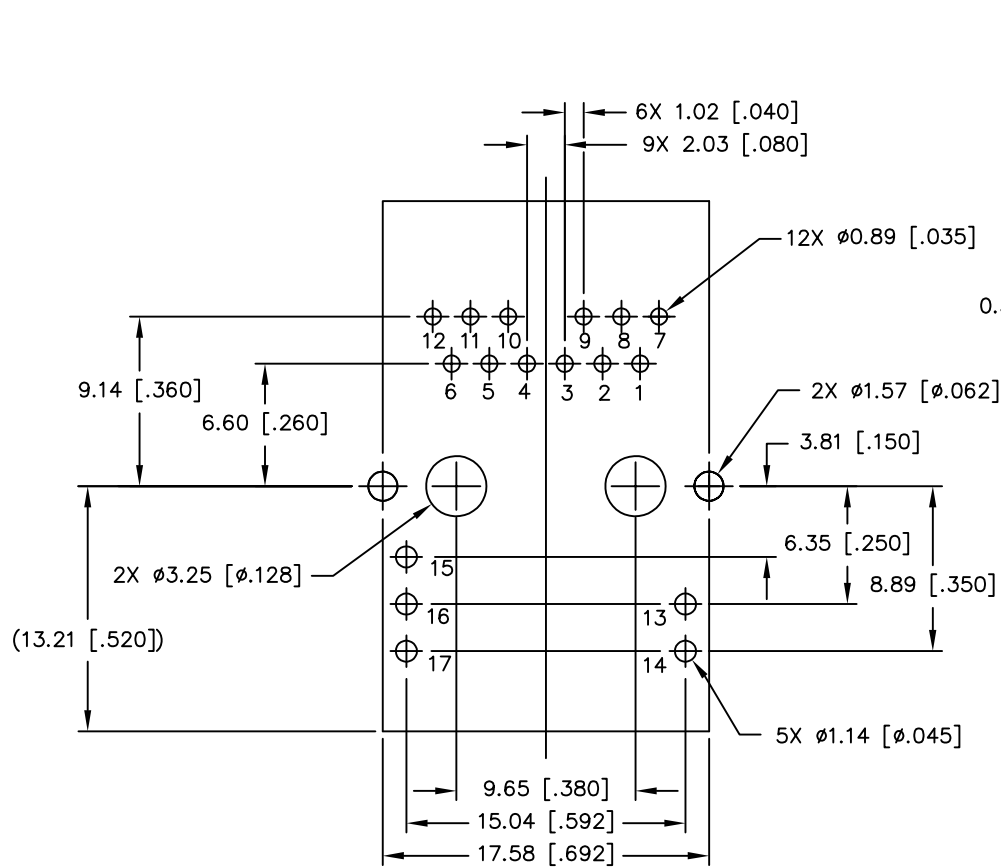 6X 1.02 [.040]
9X 2.03 [.080]
12X ø0.89 [.035]
12 11 10 9 8 7
6 5 4 3 2 1
9.14 [.360]
6.60 [.260]
2X ø1.57 [ø.062]
3.81 [.150]
6.35 [.250]
8.89 [.350]
2X ø3.25 [ø.128]
15
16
13
17
14
(13.21 [.520])
5X ø1.14 [ø.045]
9.65 [.380]
15.04 [.592]
17.58 [.692]